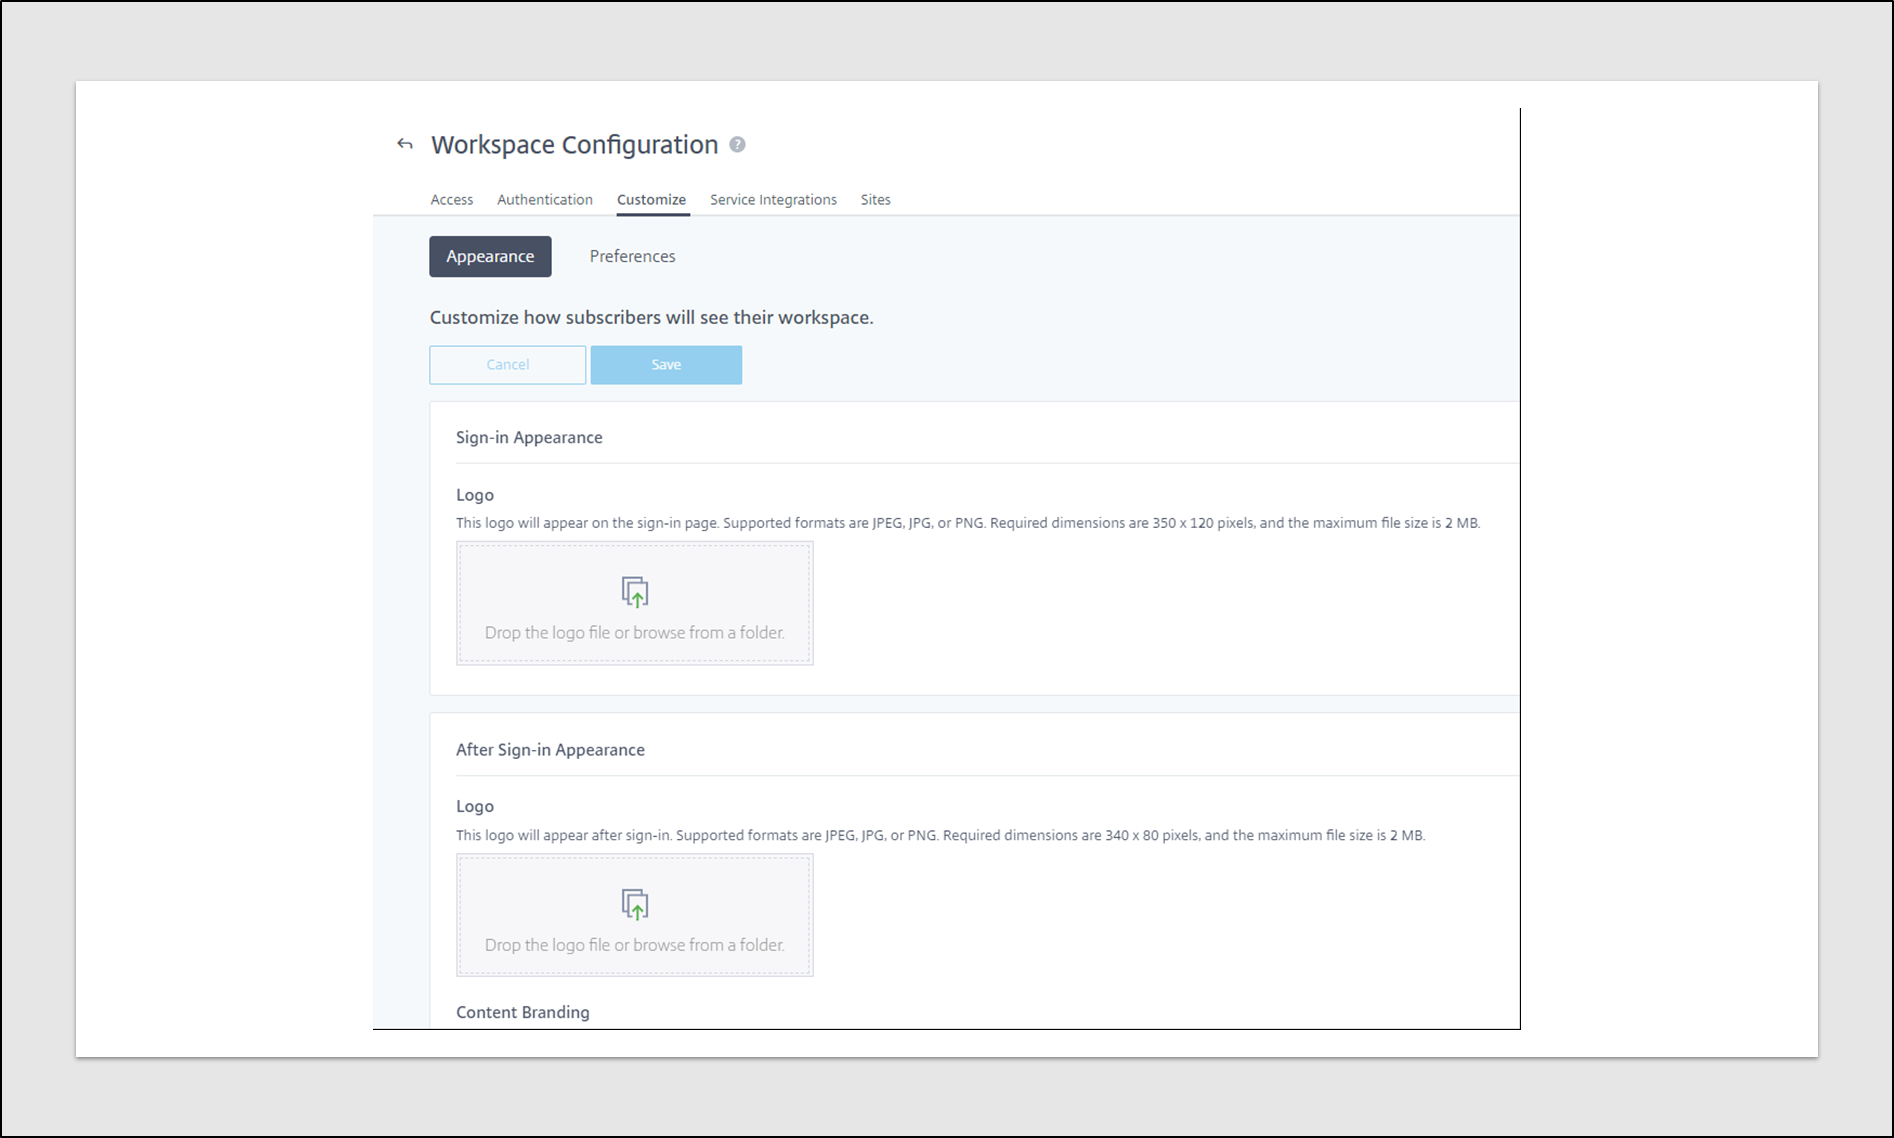 Workspace Configuration ?
Access Authentication Customize Service Integrations Sites
Appearance Preferences
Customize how subscribers will see their workspace.
Cancel Save
Sign-in Appearance
Logo
This logo will appear on the sign-in page. Supported formats are JPEG, JPG, or PNG. Required dimensions are 350 x 120 pixels, and the maximum file size is 2 MB.
Drop the logo file or browse from a folder.
After Sign-in Appearance
Logo
This logo will appear after sign-in. Supported formats are JPEG, JPG, or PNG. Required dimensions are 340 x 80 pixels, and the maximum file size is 2 MB.
Drop the logo file or browse from a folder.
Content Branding